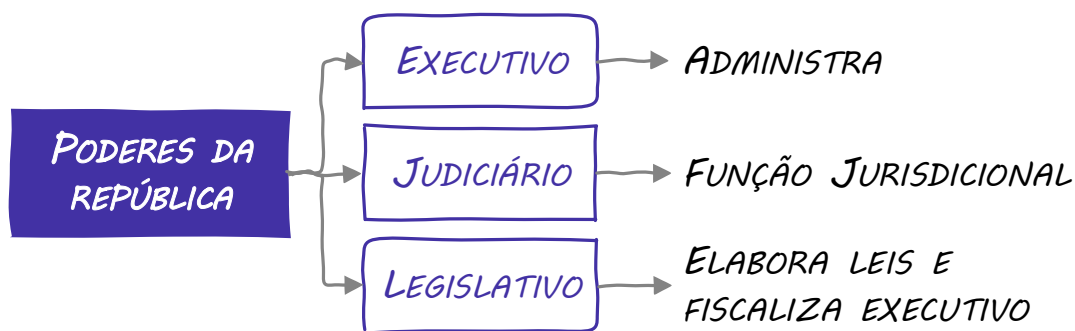 PODERES DA
REPÚBLICA
EXECUTIVO
ADMINISTRA
JUDICIÁRIO
FUNÇÃO JURISDICIONAL
LEGISLATIVO
ELABORA LEIS E
FISCALIZA EXECUTIVO